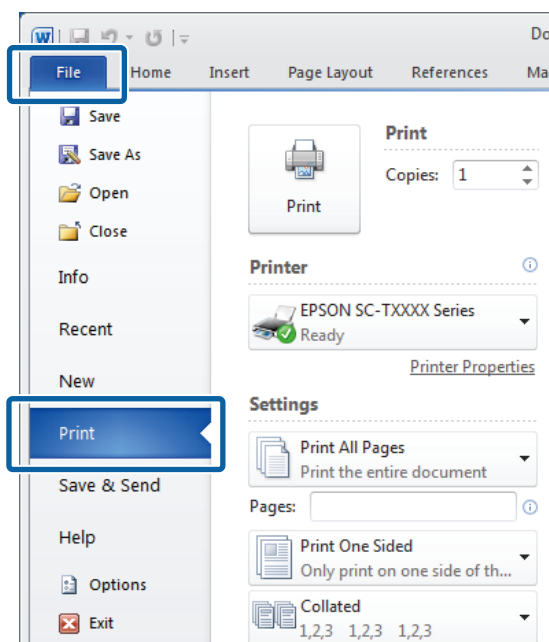 W
Do
File Home Insert Page Layout References Ma
Save
Save As
Open
Close
Info
Recent
New
Print
Save & Send
Help
Options
Exit
Print
Print
Copies: 1
Printer
EPSON SC-TXXXX Series
Ready
Printer Properties
Settings
Print All Pages
Print the entire document
Pages:
Print One Sided
Only print on one side of th...
Collated
1,2,3 1,2,3 1,2,3